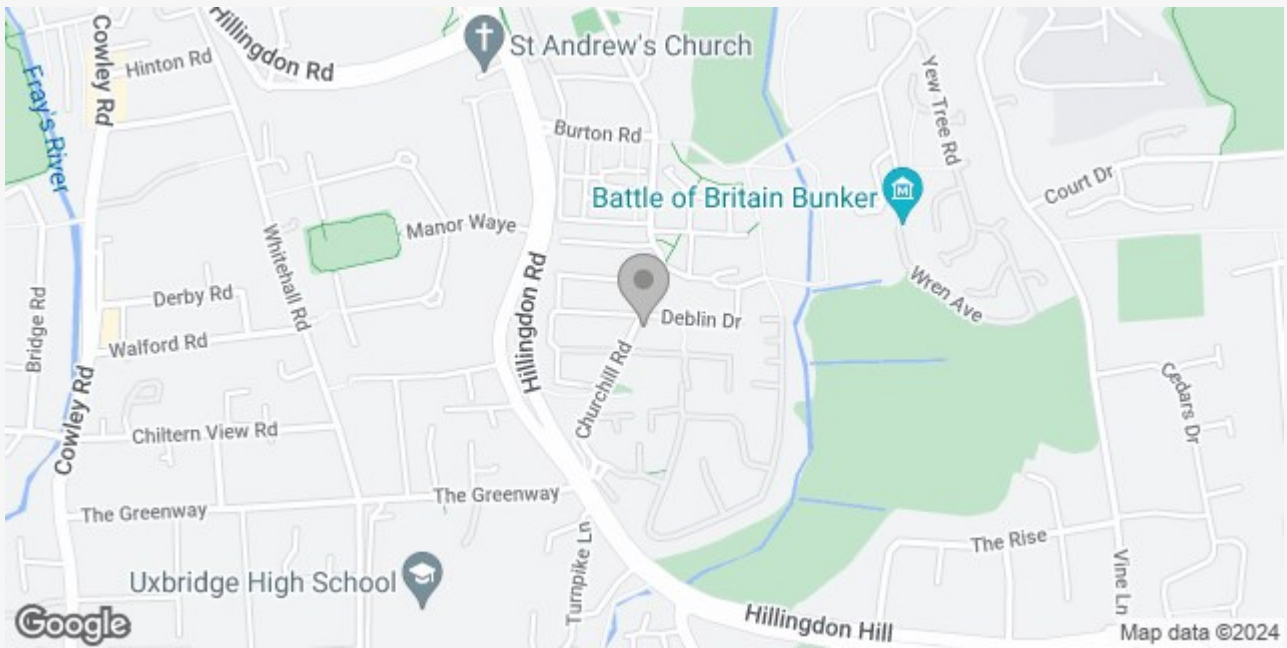 Hillingdon Rd
Cowley Rd
Hinton Rd
St Andrew's Church
Fray's River
Burton Rd
Yew Tree Rd
Court Dr
Battle of Britain Bunker
Manor Waye
Whitehall Rd
Wren Ave
Derby Rd
Bridge Rd
Hillingdon Rd
Deblin Dr
Walford Rd
Churchill Rd
Cedars Dr
Cowley Rd
Chiltern View Rd
The Greenway
The Greenway
The Rise
Turnpike Ln
Vine Ln
Uxbridge High School
Hillingdon Hill
Google
Map data ©2024